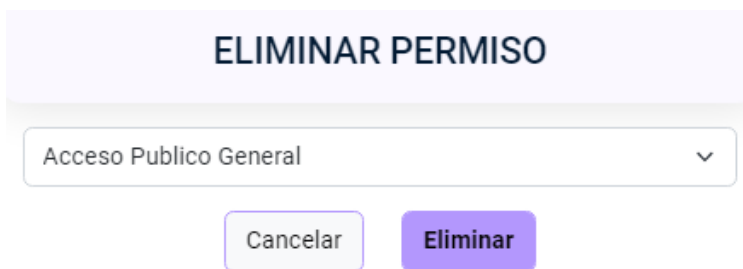 ELIMINAR PERMISO
Acceso Publico General
Cancelar Eliminar